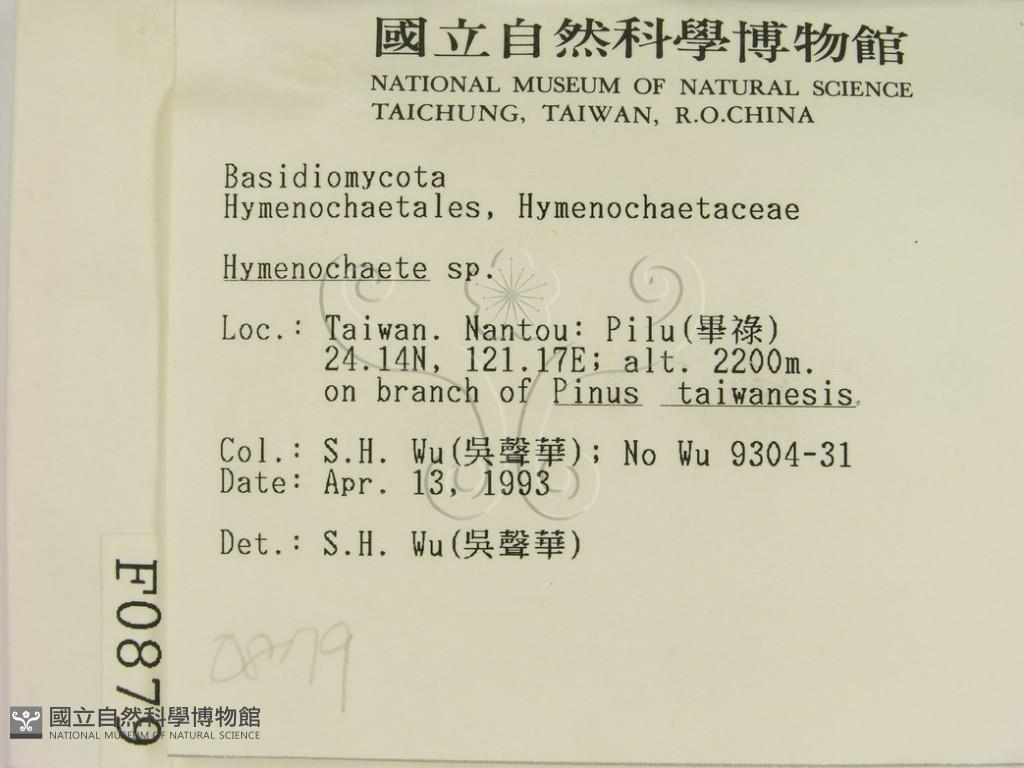 國立自然科學博物館
NATIONAL MUSEUM OF NATURAL SCIENCE
TAICHUNG, TAIWAN, R.O.CHINA
Basidiomycota
Hymenochaetales, Hymenochaetaceae
Hymenochaete sp.
Loc.: Taiwan. Nantou: Pilu(畢祿)
24.14N, 121.17E; alt. 2200m.
on branch of Pinus taiwanesis.
Col.: S.H. Wu(吳聲華); No Wu 9304-31
Date: Apr. 13, 1993
Det.: S.H. Wu(吳聲華)
F0879
0879
國立自然科學博物館
NATIONAL MUSEUM OF NATURAL SCIENCE